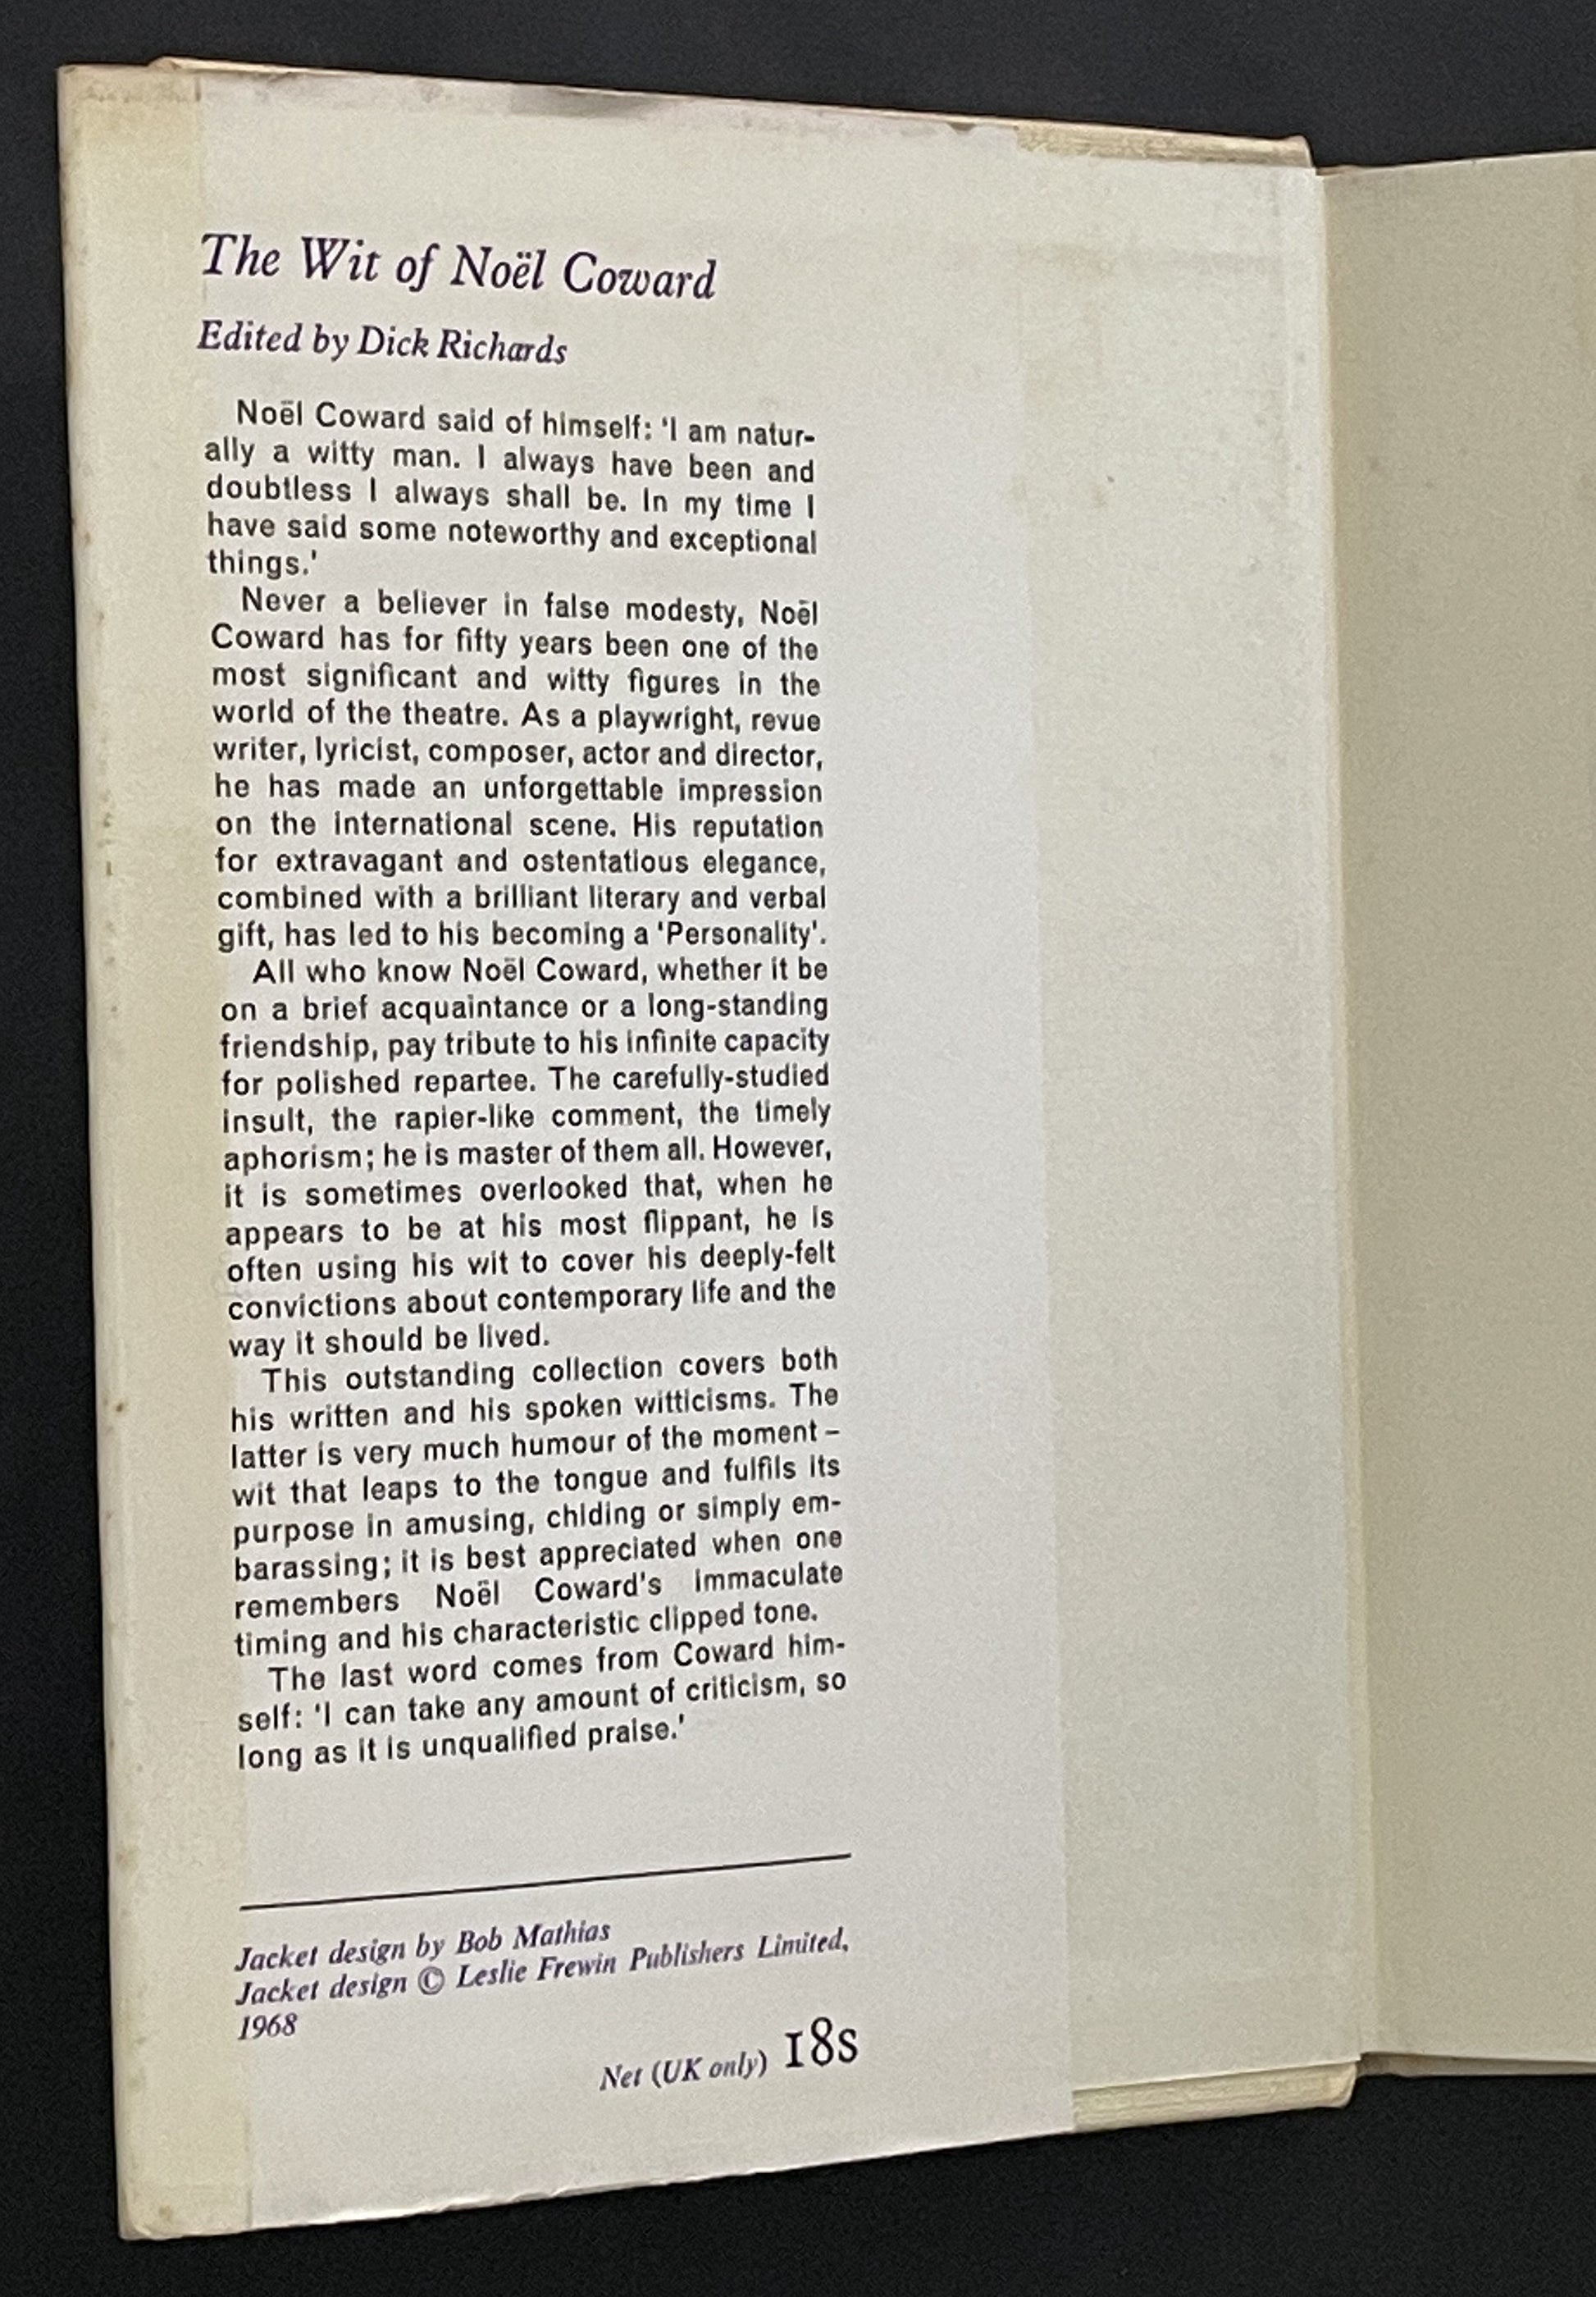 The Wit of Noël Coward
Edited by Dick Richards
Noël Coward said of himself: 'I am natur-
ally a witty man. I always have been and
doubtless I always shall be. In my time I
have said some noteworthy and exceptional
things.'
Never a believer in false modesty, Noël
Coward has for fifty years been one of the
most significant and witty figures in the
world of the theatre. As a playwright, revue
writer, lyricist, composer, actor and director,
he has made an unforgettable impression
on the international scene. His reputation
for extravagant and ostentatious elegance,
combined with a brilliant literary and verbal
gift, has led to his becoming a 'Personality'.
All who know Noël Coward, whether it be
on a brief acquaintance or a long-standing
friendship, pay tribute to his infinite capacity
for polished repartee. The carefully-studied
insult, the rapier-like comment, the timely
aphorism; he is master of them all. However,
it is sometimes overlooked that, when he
appears to be at his most flippant, he is
often using his wit to cover his deeply-felt
convictions about contemporary life and the
way it should be lived.
This outstanding collection covers both
his written and his spoken witticisms. The
latter is very much humour of the moment –
wit that leaps to the tongue and fulfils its
purpose in amusing, chiding or simply em-
barassing; it is best appreciated when one
remembers Noël Coward's immaculate
timing and his characteristic clipped tone.
The last word comes from Coward him-
self: 'I can take any amount of criticism, so
long as it is unqualified praise.'
Jacket design by Bob Mathias
Jacket design © Leslie Frewin Publishers Limited,
1968
Net (UK only) 18s